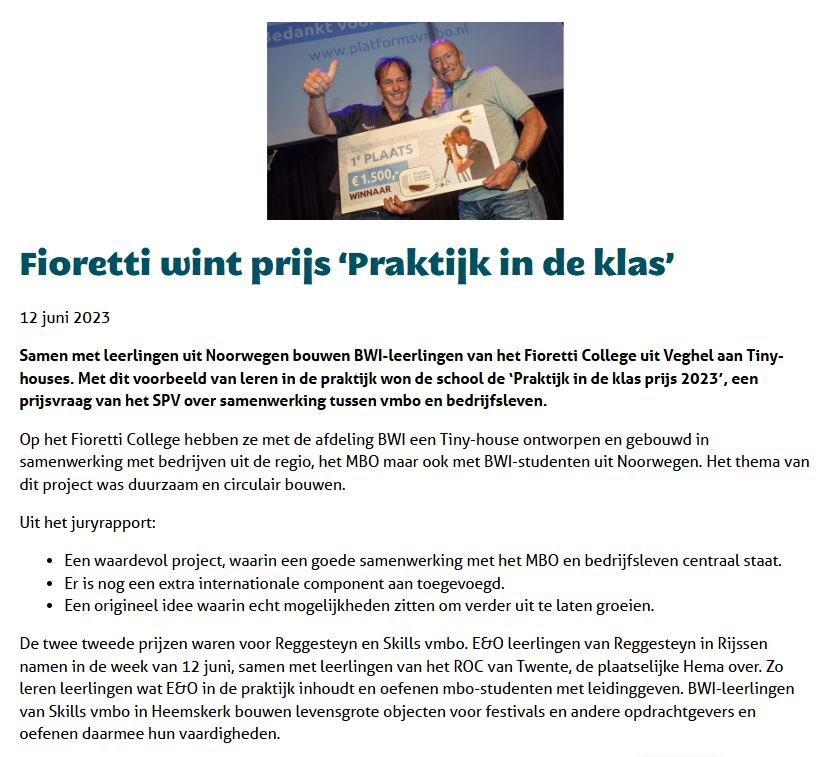 Bedankt voor
www.platformsvmbo.nl
1e PLAATS
€ 1.500,-
WINNAAR
Fioretti wint prijs ‘Praktijk in de klas’
12 juni 2023
Samen met leerlingen uit Noorwegen bouwen BWI-leerlingen van het Fioretti College uit Veghel aan Tiny-
houses. Met dit voorbeeld van leren in de praktijk won de school de ‘Praktijk in de klas prijs 2023’, een
prijsvraag van het SPV over samenwerking tussen vmbo en bedrijfsleven.
Op het Fioretti College hebben ze met de afdeling BWI een Tiny-house ontworpen en gebouwd in
samenwerking met bedrijven uit de regio, het MBO maar ook met BWI-studenten uit Noorwegen. Het thema van
dit project was duurzaam en circulair bouwen.
Uit het juryrapport:
• Een waardevol project, waarin een goede samenwerking met het MBO en bedrijfsleven centraal staat.
• Er is nog een extra internationale component aan toegevoegd.
• Een origineel idee waarin echt mogelijkheden zitten om verder uit te laten groeien.
De twee tweede prijzen waren voor Reggesteyn en Skills vmbo. E&O leerlingen van Reggesteyn in Rijssen
namen in de week van 12 juni, samen met leerlingen van het ROC van Twente, de plaatselijke Hema over. Zo
leren leerlingen wat E&O in de praktijk inhoudt en oefenen mbo-studenten met leidinggeven. BWI-leerlingen
van Skills vmbo in Heemskerk bouwen levensgrote objecten voor festivals en andere opdrachtgevers en
oefenen daarmee hun vaardigheden.